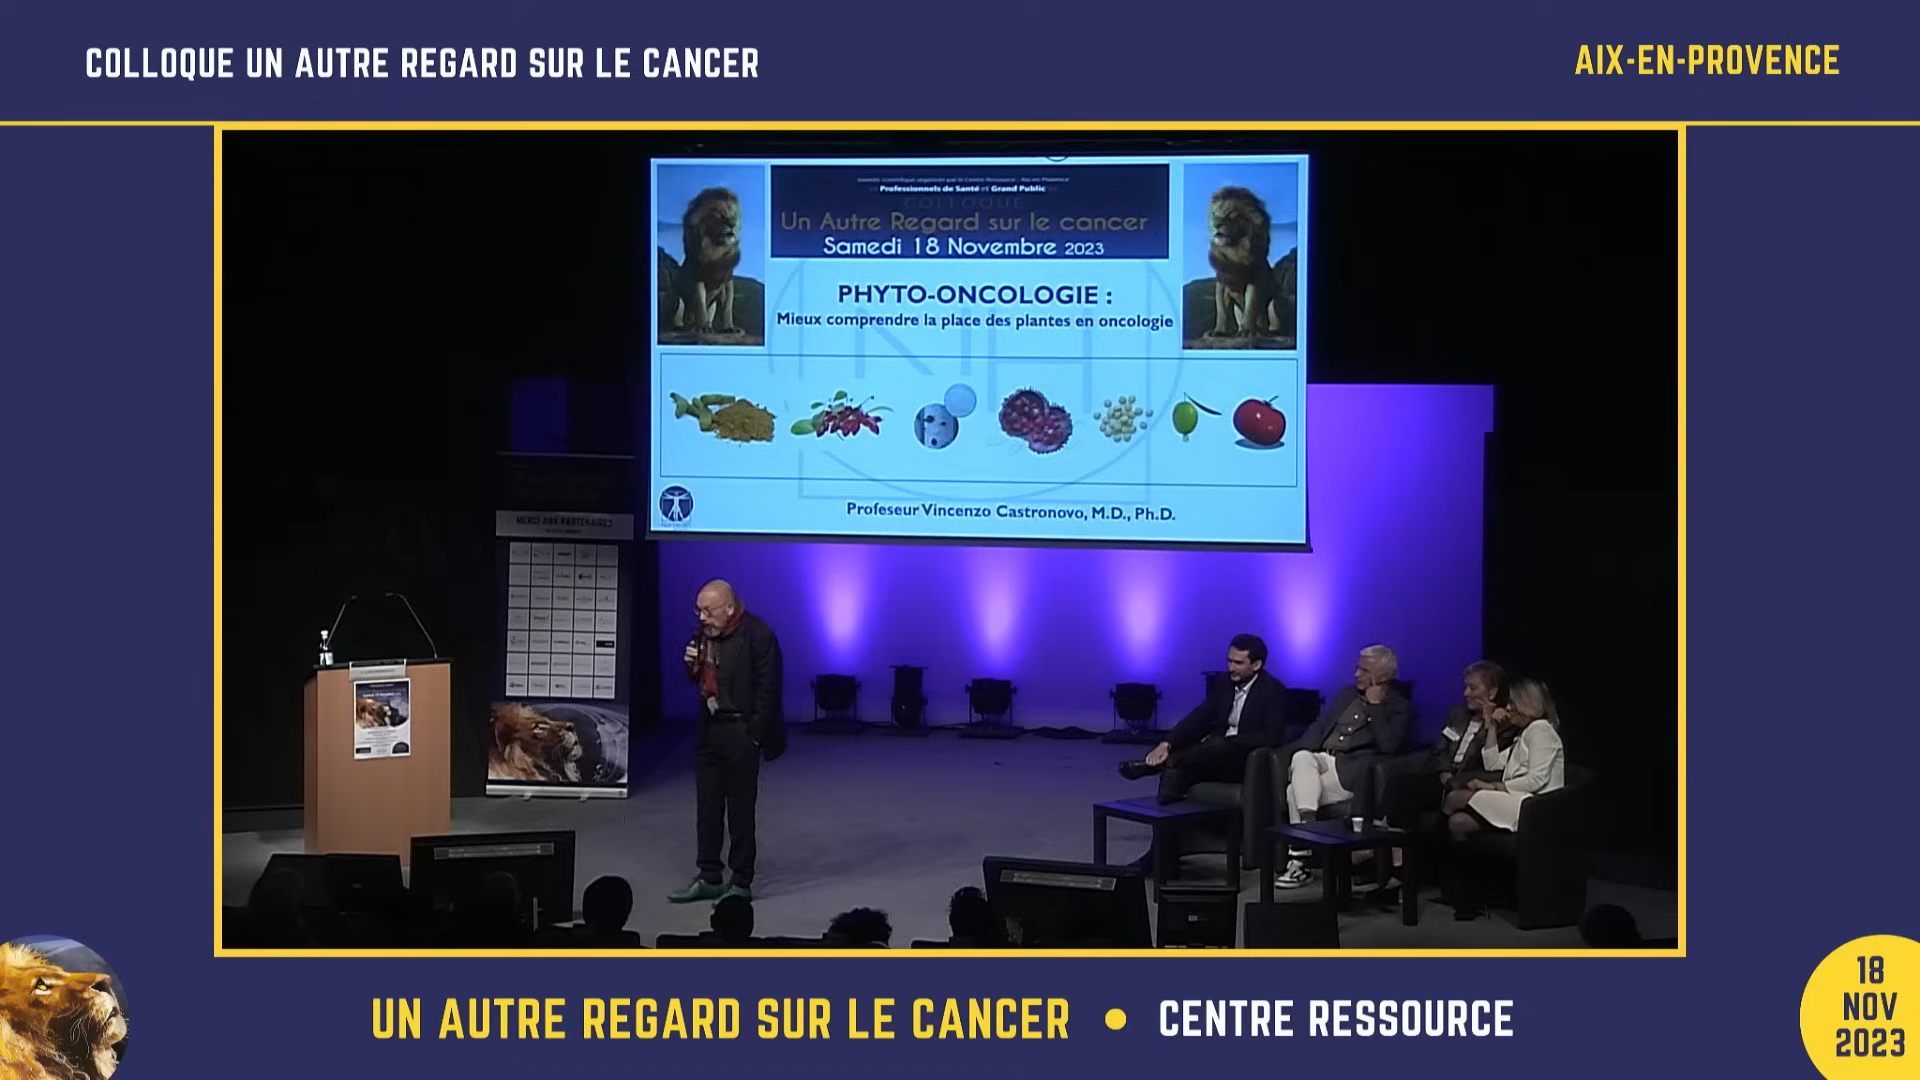 COLLOQUE UN AUTRE REGARD SUR LE CANCER
AIX-EN-PROVENCE
Professionnels de Santé et Grand Public
COLLOQUE
Un Autre Regard sur le cancer
Samedi 18 Novembre 2023
PHYTO-ONCOLOGIE :
Mieux comprendre la place des plantes en oncologie
NH
Profeseur Vincenzo Castronovo, M.D., Ph.D.
MERCI AUX PARTENAIRES
UN AUTRE REGARD SUR LE CANCER • CENTRE RESSOURCE
18
NOV
2023